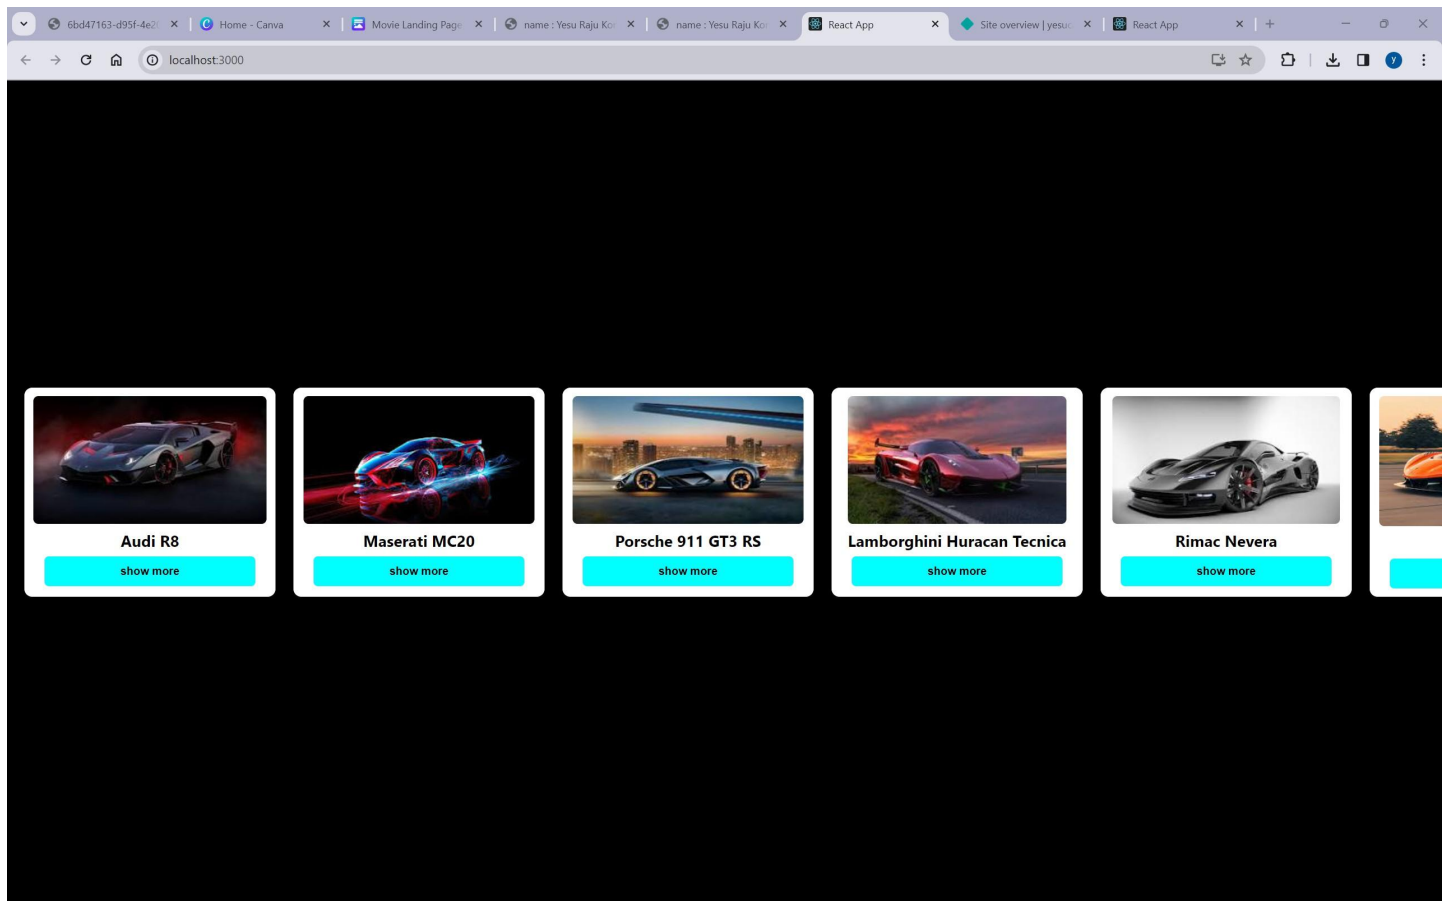 6bd47163-d95f-4e2
Home - Canva
Movie Landing Page
name : Yesu Raju Ko
name : Yesu Raju Ko
React App
Site overview | yesu
React App
localhost:3000
y
Audi R8
Maserati MC20
Porsche 911 GT3 RS
Lamborghini Huracan Tecnica
Rimac Nevera
show more
show more
show more
show more
show more